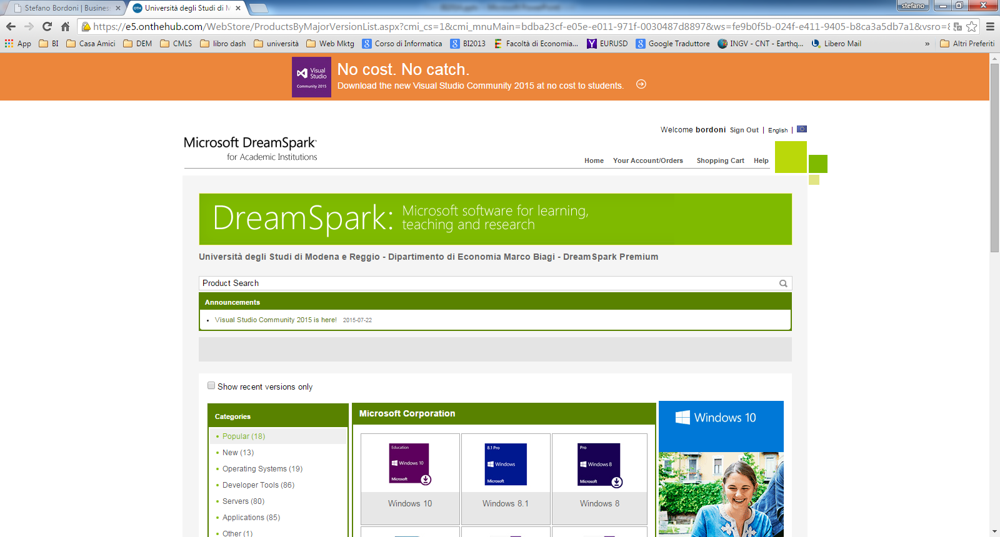 Stefano Bordoni | Busines
Università degli Studi di M
stefano
https://e5.onthehub.com/WebStore/ProductsByMajorVersionList.aspx?cmi_cs=1&cmi_mnuMain=bdba23cf-e05e-e011-971f-0030487d8897&ws=fe9b0f5b-024f-e411-9405-b8ca3a5db7a1&vsro=8
App BI Casa Amici DEM CMLS libro dash università Web Mktg Corso di Informatica BI2013 Facoltà di Economia... EURUSD Google Traduttore INGV - CNT - Earthq... Libero Mail » Altri Preferiti
Visual Studio
Community 2015
No cost. No catch.
Download the new Visual Studio Community 2015 at no cost to students.
Welcome bordoni Sign Out | English |
Microsoft DreamSpark
for Academic Institutions
Home Your Account/Orders Shopping Cart Help
DreamSpark: Microsoft software for learning,
teaching and research
Università degli Studi di Modena e Reggio - Dipartimento di Economia Marco Biagi - DreamSpark Premium
Product Search
Announcements
Visual Studio Community 2015 is here! 2015-07-22
Show recent versions only
Categories
Popular (18)
New (13)
Operating Systems (19)
Developer Tools (86)
Servers (80)
Applications (85)
Other (1)
Microsoft Corporation
Education
Windows 10
Microsoft
Windows 10
8.1 Pro
Windows
Microsoft
Windows 8.1
Pro
Windows 8
Microsoft
Windows 8
Windows 10